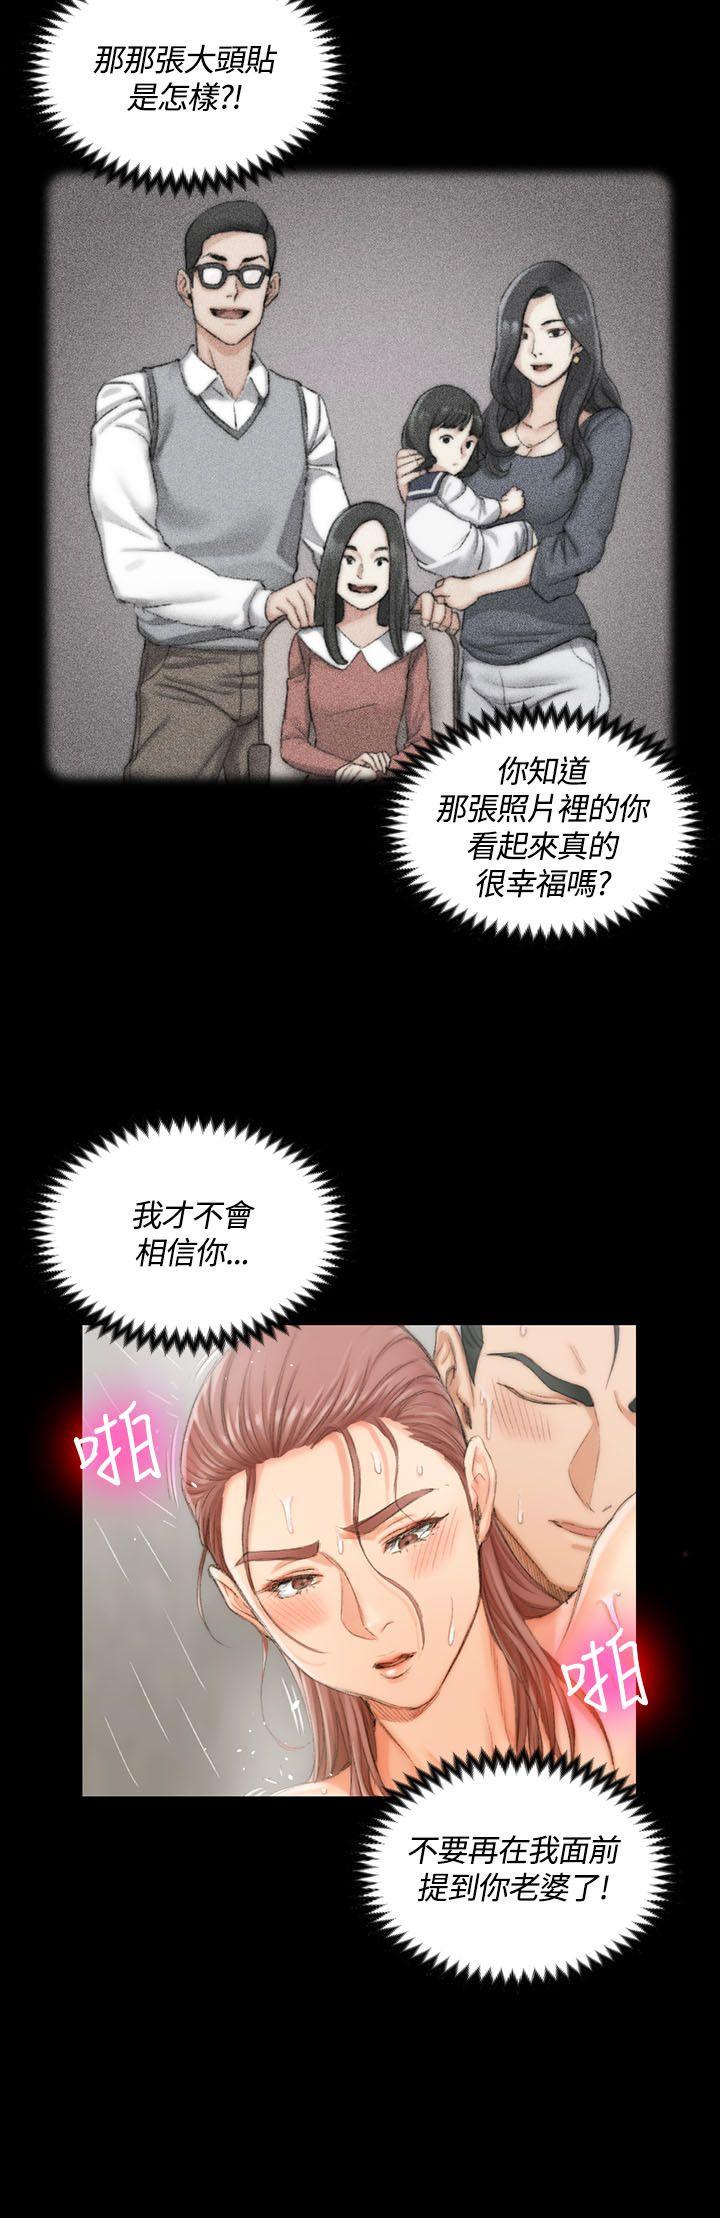 那那張大頭貼
是怎樣?!
你知道
那張照片裡的你
看起來真的
很幸福嗎?
我才不會
相信你...
啪
啪
不要再在我面前
提到你老婆了!